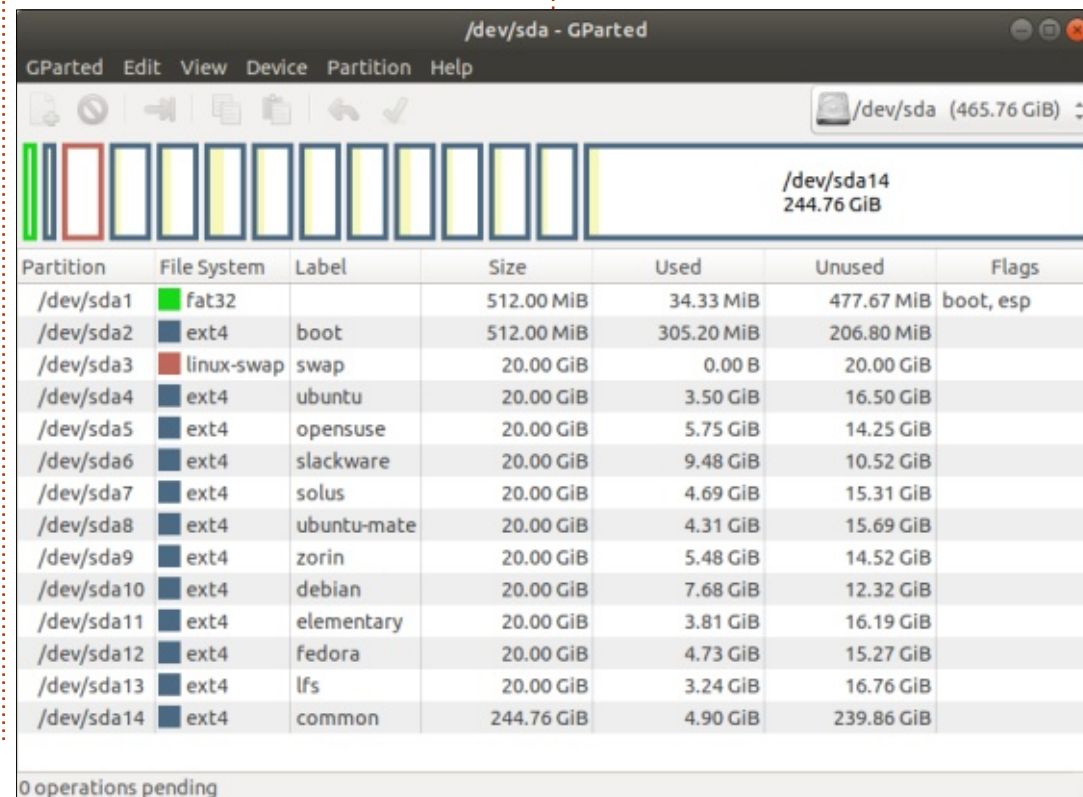 /dev/sda - GParted
GParted Edit View Device Partition Help
/dev/sda (465.76 GiB)
/dev/sda14
244.76 GiB
Partition File System Label Size Used Unused Flags
/dev/sda1 fat32 512.00 MiB 34.33 MiB 477.67 MiB boot, esp
/dev/sda2 ext4 boot 512.00 MiB 305.20 MiB 206.80 MiB
/dev/sda3 linux-swap swap 20.00 GiB 0.00 B 20.00 GiB
/dev/sda4 ext4 ubuntu 20.00 GiB 3.50 GiB 16.50 GiB
/dev/sda5 ext4 opensuse 20.00 GiB 5.75 GiB 14.25 GiB
/dev/sda6 ext4 slackware 20.00 GiB 9.48 GiB 10.52 GiB
/dev/sda7 ext4 solus 20.00 GiB 4.69 GiB 15.31 GiB
/dev/sda8 ext4 ubuntu-mate 20.00 GiB 4.31 GiB 15.69 GiB
/dev/sda9 ext4 zorin 20.00 GiB 5.48 GiB 14.52 GiB
/dev/sda10 ext4 debian 20.00 GiB 7.68 GiB 12.32 GiB
/dev/sda11 ext4 elementary 20.00 GiB 3.81 GiB 16.19 GiB
/dev/sda12 ext4 fedora 20.00 GiB 4.73 GiB 15.27 GiB
/dev/sda13 ext4 lfs 20.00 GiB 3.24 GiB 16.76 GiB
/dev/sda14 ext4 common 244.76 GiB 4.90 GiB 239.86 GiB
0 operations pending